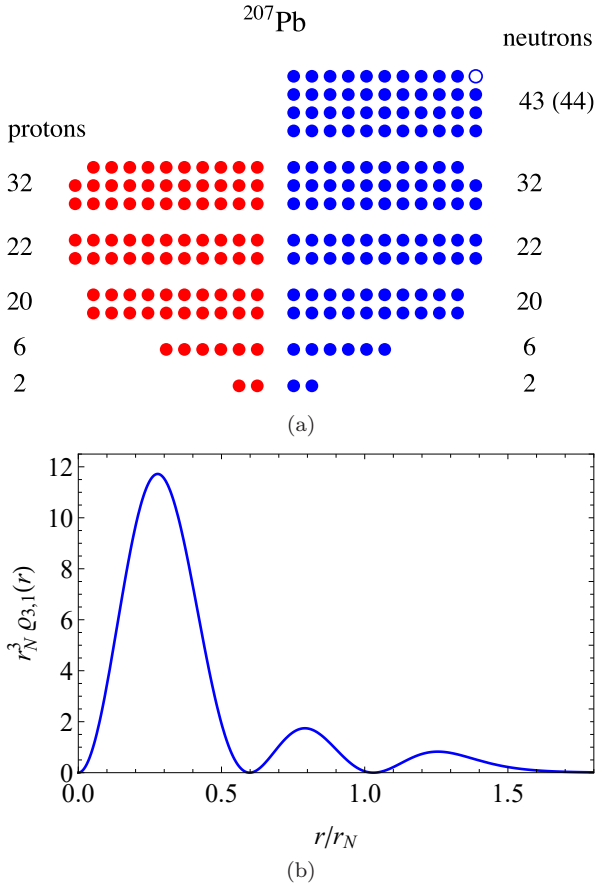 ²⁰⁷Pb
neutrons
43 (44)
protons
32 32
22 22
20 20
6 6
2 2
(a)
12
10
8
6
4
2
0
r_N^3 ϱ_{3,1}(r)
0.0 0.5 1.0 1.5
r/r_N
(b)